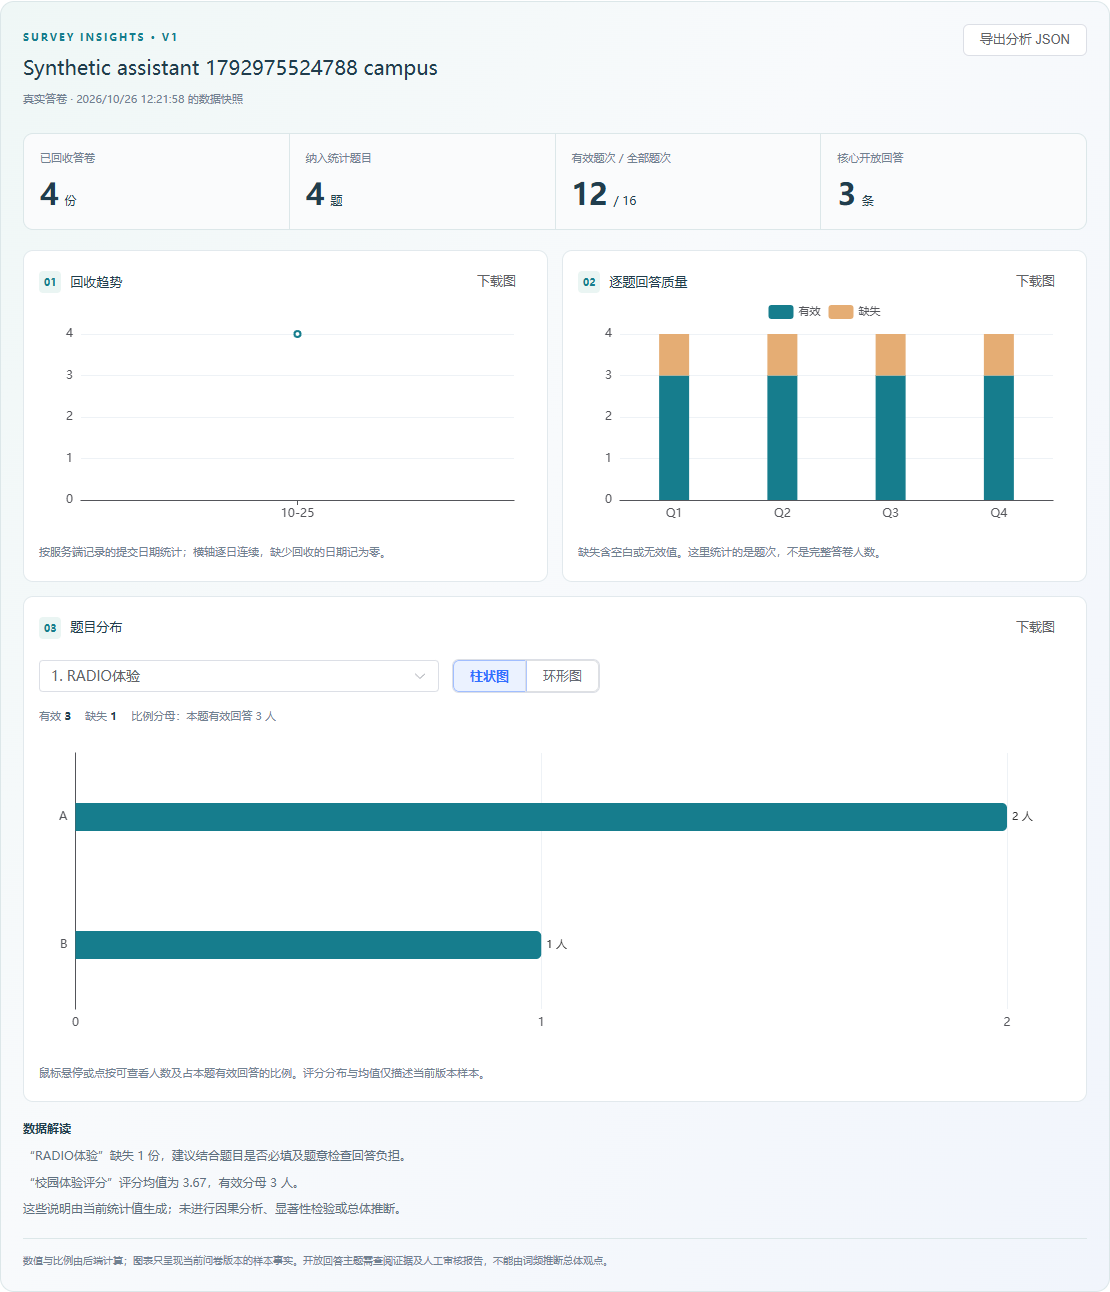 SURVEY INSIGHTS • V1
导出分析 JSON
Synthetic assistant 1792975524788 campus
真实答卷 · 2026/10/26 12:21:58 的数据快照
已回收答卷
4 份
纳入统计题目
4 题
有效题次 / 全部题次
12 / 16
核心开放回答
3 条
01 回收趋势
下载图
4
3
2
1
0
10-25
按服务端记录的提交日期统计；横轴逐日连续，缺少回收的日期记为零。
02 逐题回答质量
下载图
有效 缺失
4
3
2
1
0
Q1 Q2 Q3 Q4
缺失含空白或无效值。这里统计的是题次，不是完整答卷人数。
03 题目分布
下载图
1. RADIO体验
柱状图 环形图
有效 3 缺失 1 比例分母：本题有效回答 3 人
A
2 人
B
1 人
0 1 2
鼠标悬停或点按可查看人数及占本题有效回答的比例。评分分布与均值仅描述当前版本样本。
数据解读
“RADIO体验”缺失 1 份，建议结合题目是否必填及题意检查回答负担。
“校园体验评分”评分均值为 3.67，有效分母 3 人。
这些说明由当前统计值生成；未进行因果分析、显著性检验或总体推断。
数值与比例由后端计算；图表只呈现当前问卷版本的样本事实。开放回答主题需查阅证据及人工审核报告，不能由词频推断总体观点。